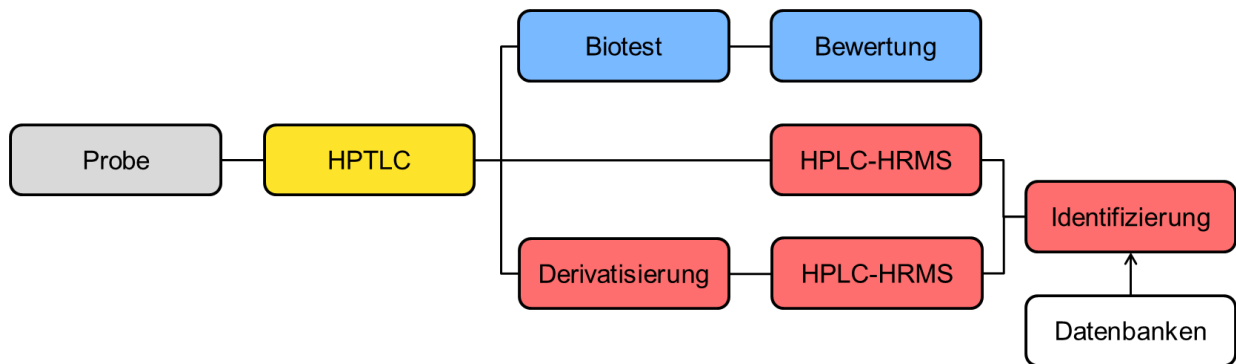 Biotest
Bewertung
Probe
HPTLC
HPLC-HRMS
Identifizierung
Derivatisierung
HPLC-HRMS
Datenbanken